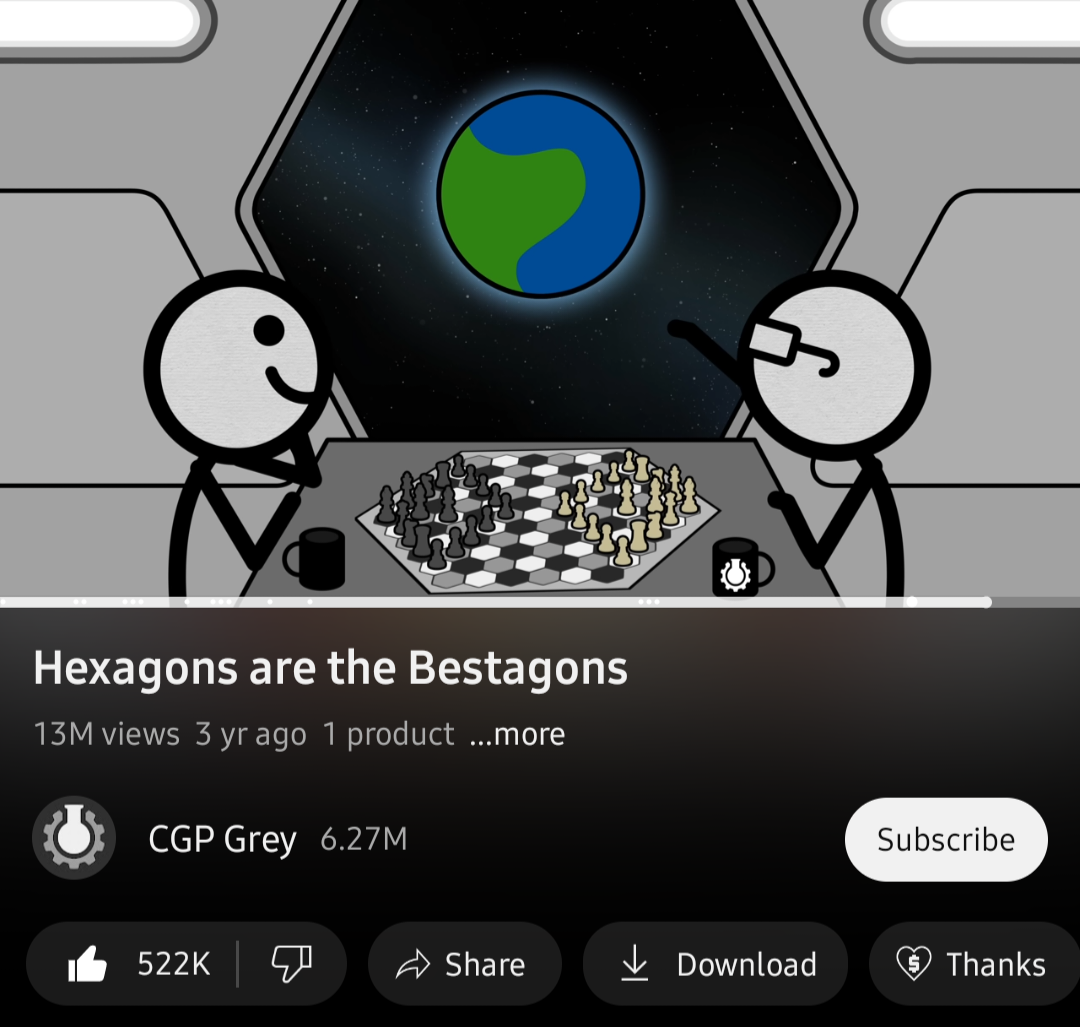 Hexagons are the Bestagons
13M views 3 yr ago 1 product ...more
CGP Grey 6.27M
Subscribe
522K Share Download Thanks